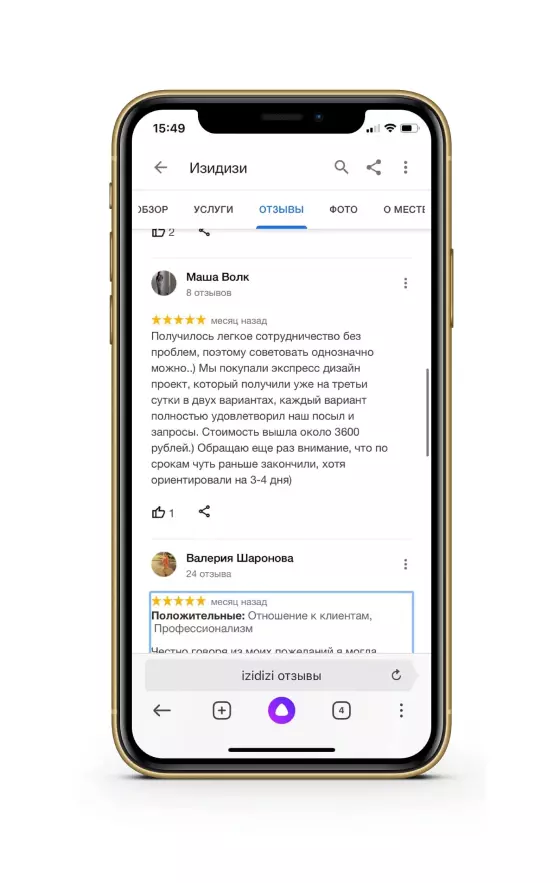 15:49
Изидизи
ОБЗОР УСЛУГИ ОТЗЫВЫ ФОТО О МЕСТЕ
2
Маша Волк
8 отзывов
месяц назад
Получилось легкое сотрудничество без
проблем, поэтому советовать однозначно
можно..) Мы покупали экспресс дизайн
проект, который получили уже на третьи
сутки в двух вариантах, каждый вариант
полностью удовлетворил наш посыл и
запросы. Стоимость вышла около 3600
рублей.) Обращаю еще раз внимание, что по
срокам чуть раньше закончили, хотя
ориентировали на 3-4 дня)
1
Валерия Шаронова
24 отзыва
месяц назад
Положительные: Отношение к клиентам,
Профессионализм
Честно говоря из моих пожеланий я могла
izidizi отзывы
4